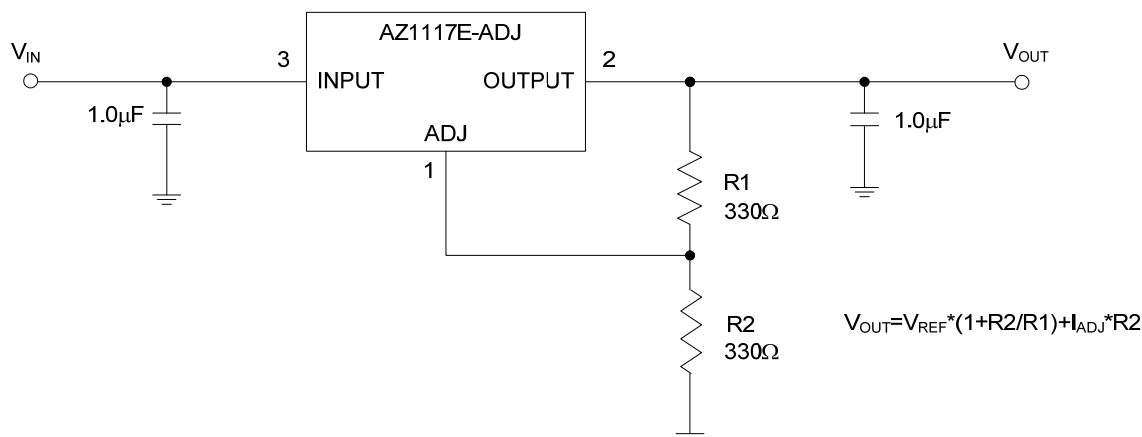 AZ1117E-ADJ
VIN
3
INPUT
OUTPUT
2
VOUT
1.0μF
ADJ
1
1.0μF
R1
330Ω
R2
330Ω
VOUT=VREF*(1+R2/R1)+IADJ*R2